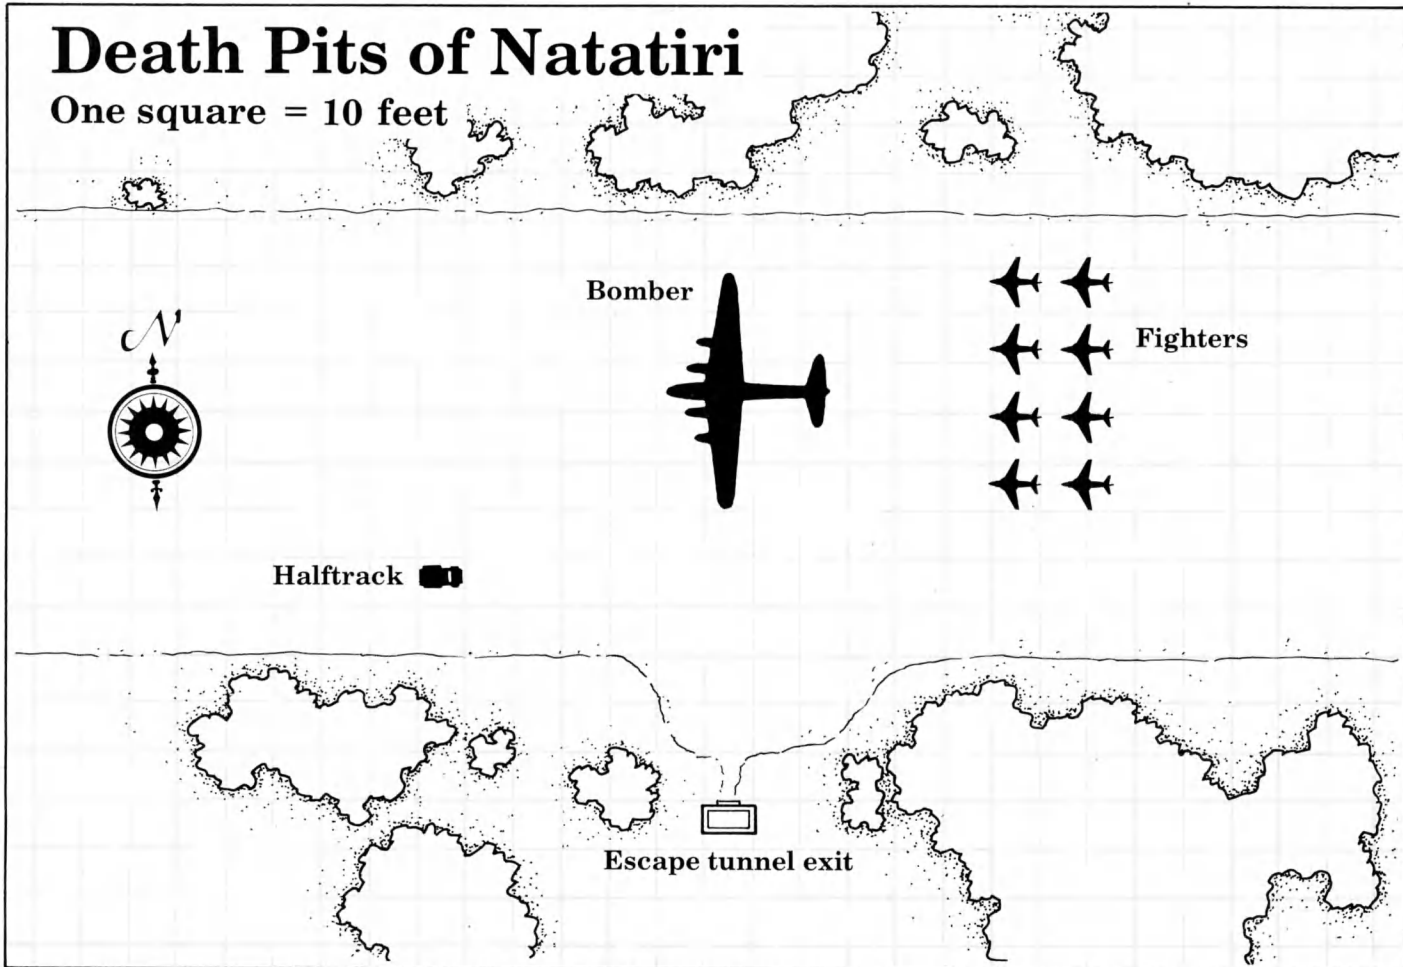 Death Pits of Natatiri
One square = 10 feet
Bomber
N
Fighters
Halftrack
Escape tunnel exit